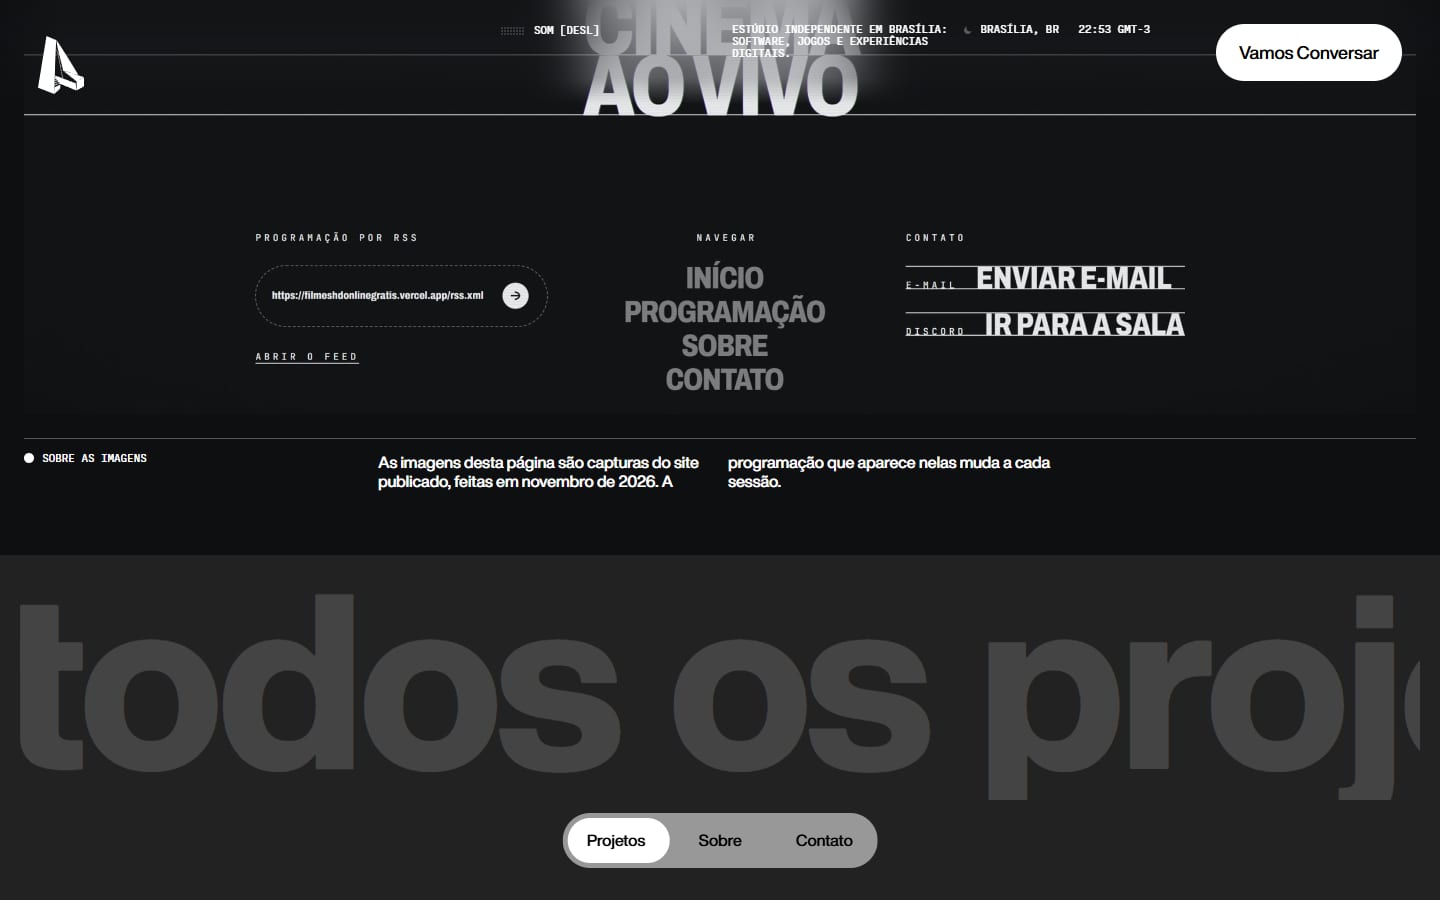 CINEMA
AO VIVO
SOM [DESL]
ESTÚDIO INDEPENDENTE EM BRASÍLIA:
SOFTWARE, JOGOS E EXPERIÊNCIAS
DIGITAIS.
BRASÍLIA, BR 22:53 GMT-3
Vamos Conversar
PROGRAMAÇÃO POR RSS
https://filmeshdonlinegratis.vercel.app/rss.xml
ABRIR O FEED
NAVEGAR
INÍCIO
PROGRAMAÇÃO
SOBRE
CONTATO
CONTATO
E-MAIL ENVIAR E-MAIL
DISCORD IR PARA A SALA
SOBRE AS IMAGENS
As imagens desta página são capturas do site
publicado, feitas em novembro de 2026. A
programação que aparece nelas muda a cada
sessão.
todos os proj
Projetos
Sobre
Contato